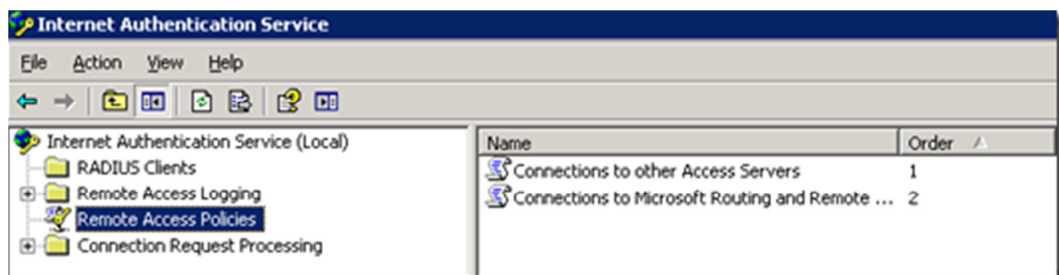 Internet Authentication Service
File Action View Help
Internet Authentication Service (Local)
RADIUS Clients
Remote Access Logging
Remote Access Policies
Connection Request Processing
Name Order
Connections to other Access Servers 1
Connections to Microsoft Routing and Remote ... 2